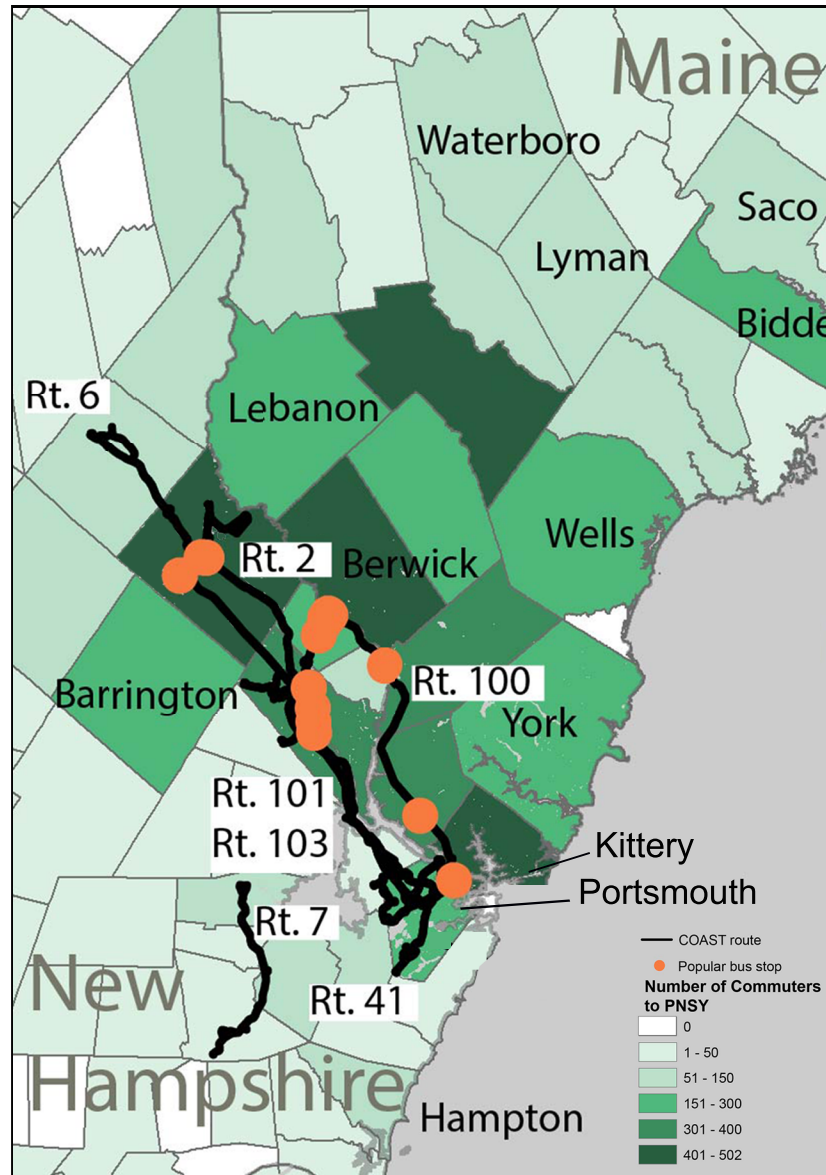 Maine
Waterboro
Saco
Lyman
Bidde
Rt. 6
Lebanon
Wells
Rt. 2
Berwick
Rt. 100
Barrington
York
Rt. 101
Rt. 103
Kittery
Portsmouth
Rt. 7
COAST route
Popular bus stop
New
Rt. 41
Number of Commuters
to PNSY
0
1 - 50
51 - 150
Hampshire
Hampton
151 - 300
301 - 400
401 - 502